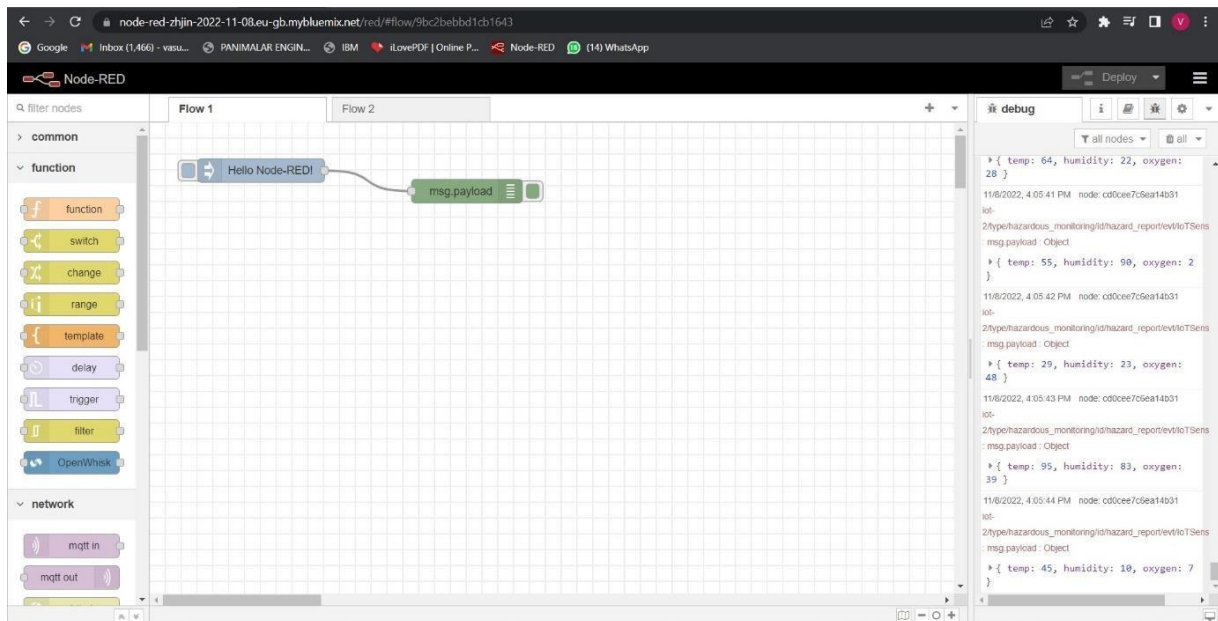 node-red-zhjin-2022-11-08.eu-gb.mybluemix.net/red/#flow/9bc2bebbd1cb1643
V
Google
Inbox (1,466) - vasu...
PANIMALAR ENGIN...
IBM
iLovePDF | Online P...
Node-RED
(14) WhatsApp
Node-RED
Deploy
filter nodes
common
function
function
switch
change
range
template
delay
trigger
filter
OpenWhisk
network
mqtt in
mqtt out
Flow 1
Flow 2
Hello Node-RED!
msg.payload
debug
i
all nodes
all
{ temp: 64, humidity: 22, oxygen:
28 }
11/8/2022, 4:05:41 PM node: cd0cee7c6ea14b31
iot-
2/type/hazardous_monitoring/id/hazard_report/evt/IoTSens
: msg.payload : Object
{ temp: 55, humidity: 90, oxygen: 2
}
11/8/2022, 4:05:42 PM node: cd0cee7c6ea14b31
iot-
2/type/hazardous_monitoring/id/hazard_report/evt/IoTSens
: msg.payload : Object
{ temp: 29, humidity: 23, oxygen:
48 }
11/8/2022, 4:05:43 PM node: cd0cee7c6ea14b31
iot-
2/type/hazardous_monitoring/id/hazard_report/evt/IoTSens
: msg.payload : Object
{ temp: 95, humidity: 83, oxygen:
39 }
11/8/2022, 4:05:44 PM node: cd0cee7c6ea14b31
iot-
2/type/hazardous_monitoring/id/hazard_report/evt/IoTSens
: msg.payload : Object
{ temp: 45, humidity: 10, oxygen: 7
}